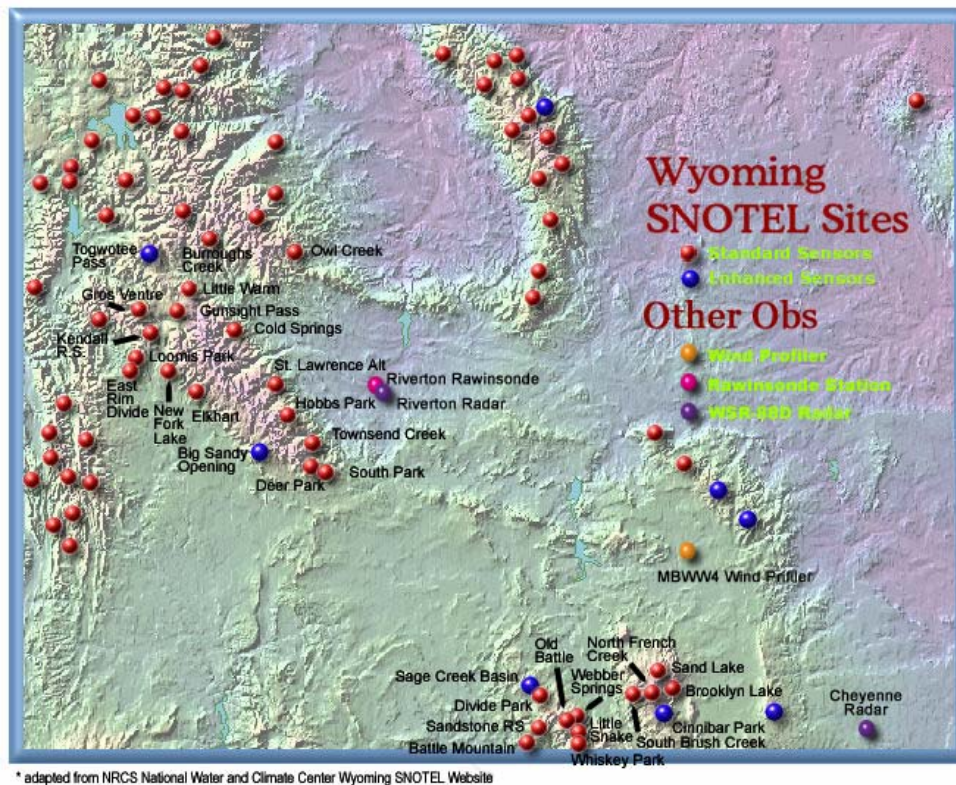 Wyoming
SNOTEL Sites
Standard Sensors
Enhanced Sensors
Other Obs
Wind Profiler
Rawinsonde Station
WSR-88D Radar
Togwotee
Pass
Burroughs
Creek
Owl Creek
Gros Ventre
Little Warm
Gunsight Pass
Kendall
R.S.
Cold Springs
Loomis Park
St. Lawrence Alt
Riverton Rawinsonde
East
Rim
Divide
New
Fork
Lake
Elkhart
Hobbs Park
Riverton Radar
Townsend Creek
Big Sandy
Opening
South Park
Deer Park
MBWW4 Wind Prifiler
Old
Battle
North French
Creek
Sage Creek Basin
Webber
Springs
Sand Lake
Divide Park
Brooklyn Lake
Cheyenne
Radar
Sandstone RS
Little
Snake
Cinnibar Park
Battle Mountain
South Brush Creek
Whiskey Park
* adapted from NRCS National Water and Climate Center Wyoming SNOTEL Website